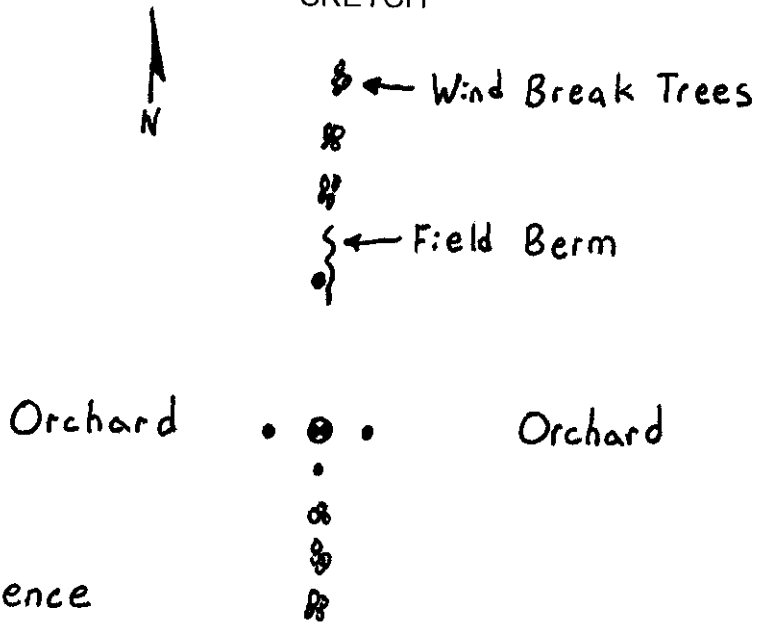 SKETCH
Wind Break Trees
N
Field Berm
Orchard Orchard
ence